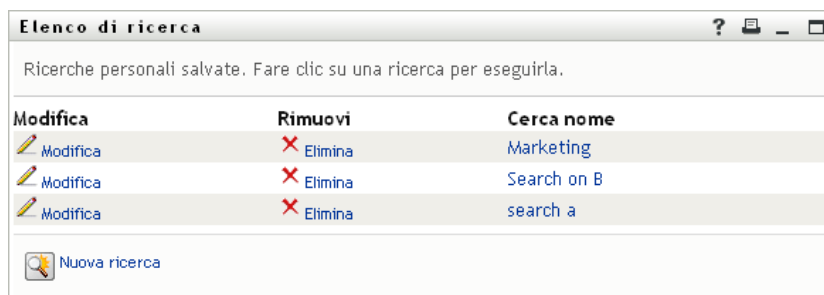 Elenco di ricerca ?
Ricerche personali salvate. Fare clic su una ricerca per eseguirla.
Modifica Rimuovi Cerca nome
Modifica Elimina Marketing
Modifica Elimina Search on B
Modifica Elimina search a
Nuova ricerca